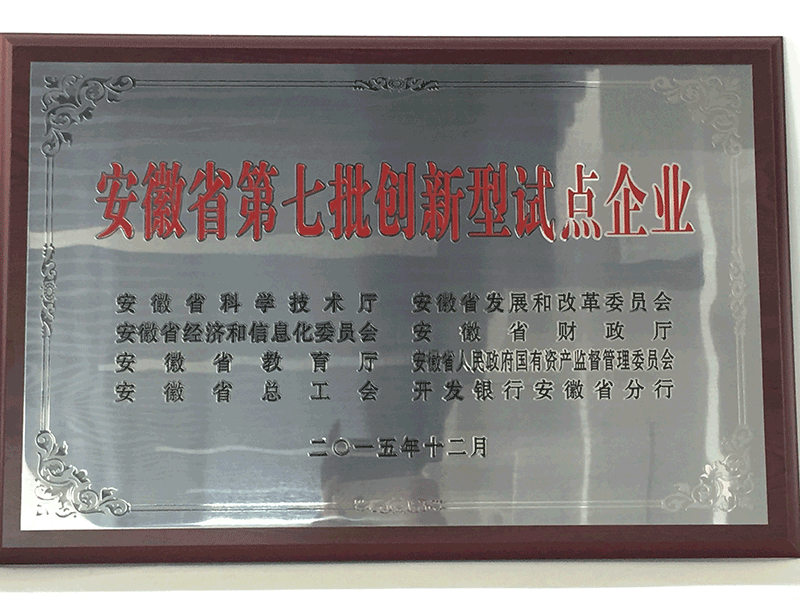 安徽省第七批创新型试点企业
安徽省科学技术厅 安徽省发展和改革委员会
安徽省经济和信息化委员会 安徽省财政厅
安徽省教育厅 安徽省人民政府国有资产监督管理委员会
安徽省总工会 开发银行安徽省分行
二〇一五年十二月